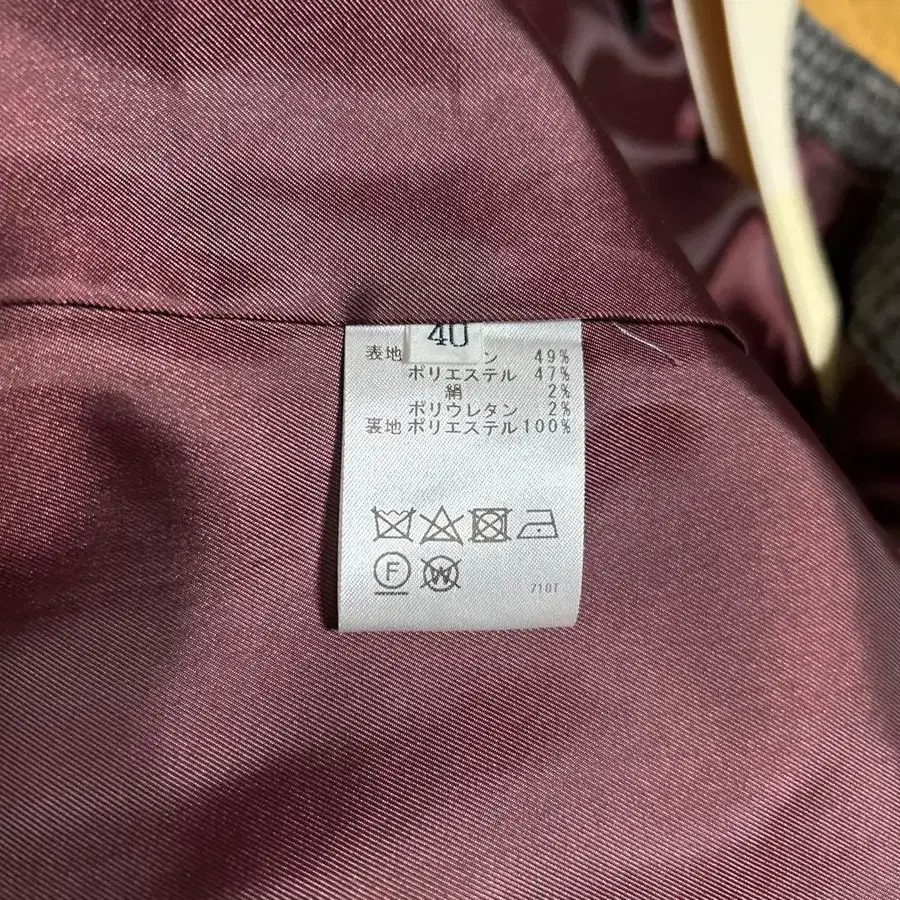 40
表地 ン 49%
ポリエステル 47%
絹 2%
ポリウレタン 2%
裏地 ポリエステル 100%
F W
7107